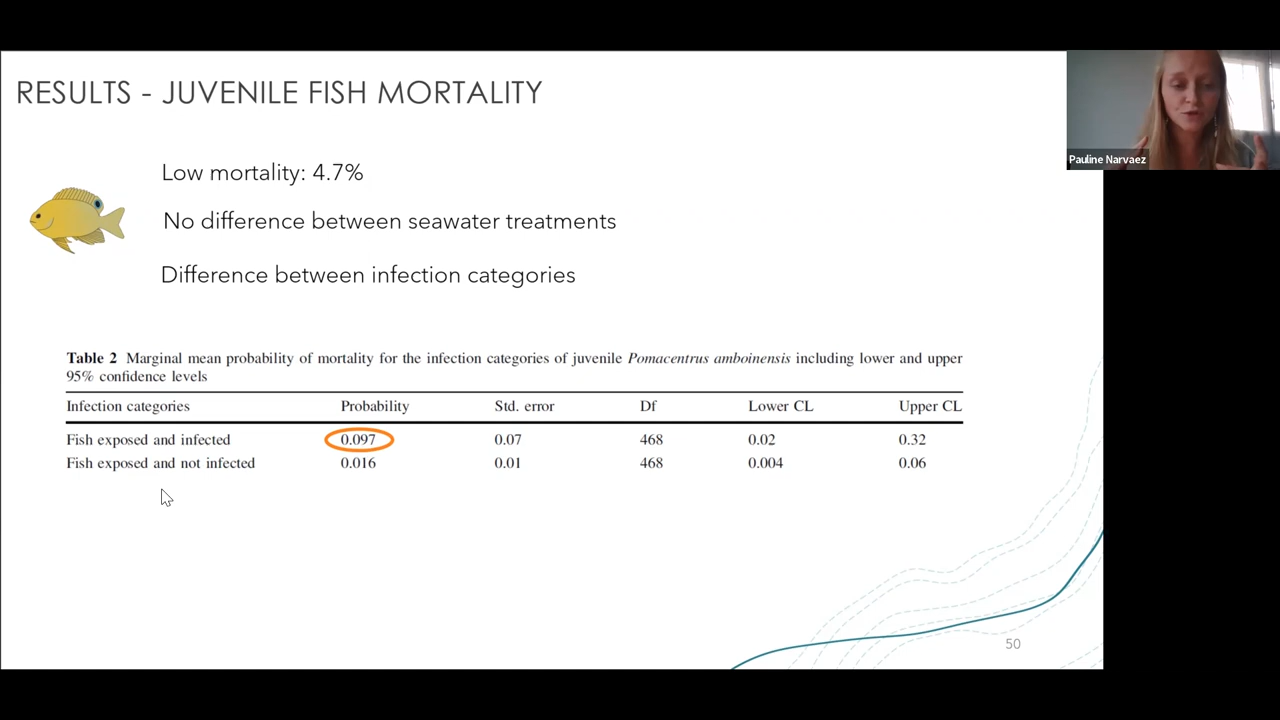 RESULTS - JUVENILE FISH MORTALITY
Pauline Narvaez
Low mortality: 4.7%
No difference between seawater treatments
Difference between infection categories
Table 2 Marginal mean probability of mortality for the infection categories of juvenile Pomacentrus amboinensis including lower and upper
95% confidence levels
Infection categories Probability Std. error Df Lower CL Upper CL
Fish exposed and infected 0.097 0.07 468 0.02 0.32
Fish exposed and not infected 0.016 0.01 468 0.004 0.06
50